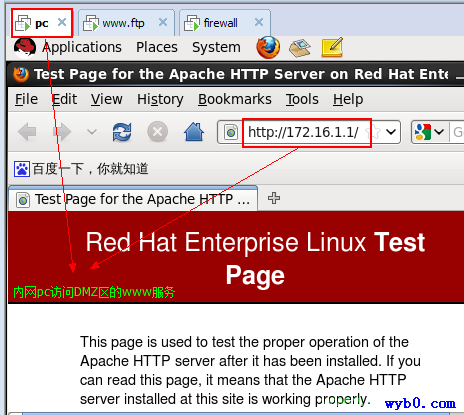 pc www.ftp firewall
Applications Places System
Test Page for the Apache HTTP Server on Red Hat Ente
File Edit View History Bookmarks Tools Help
http://172.16.1.1/
百度一下，你就知道
Test Page for the Apache HTTP ...
Red Hat Enterprise Linux Test
Page
内网pc访问DMZ区的www服务
This page is used to test the proper operation of the
Apache HTTP server after it has been installed. If you
can read this page, it means that the Apache HTTP
server installed at this site is working properly.
wyb0.com